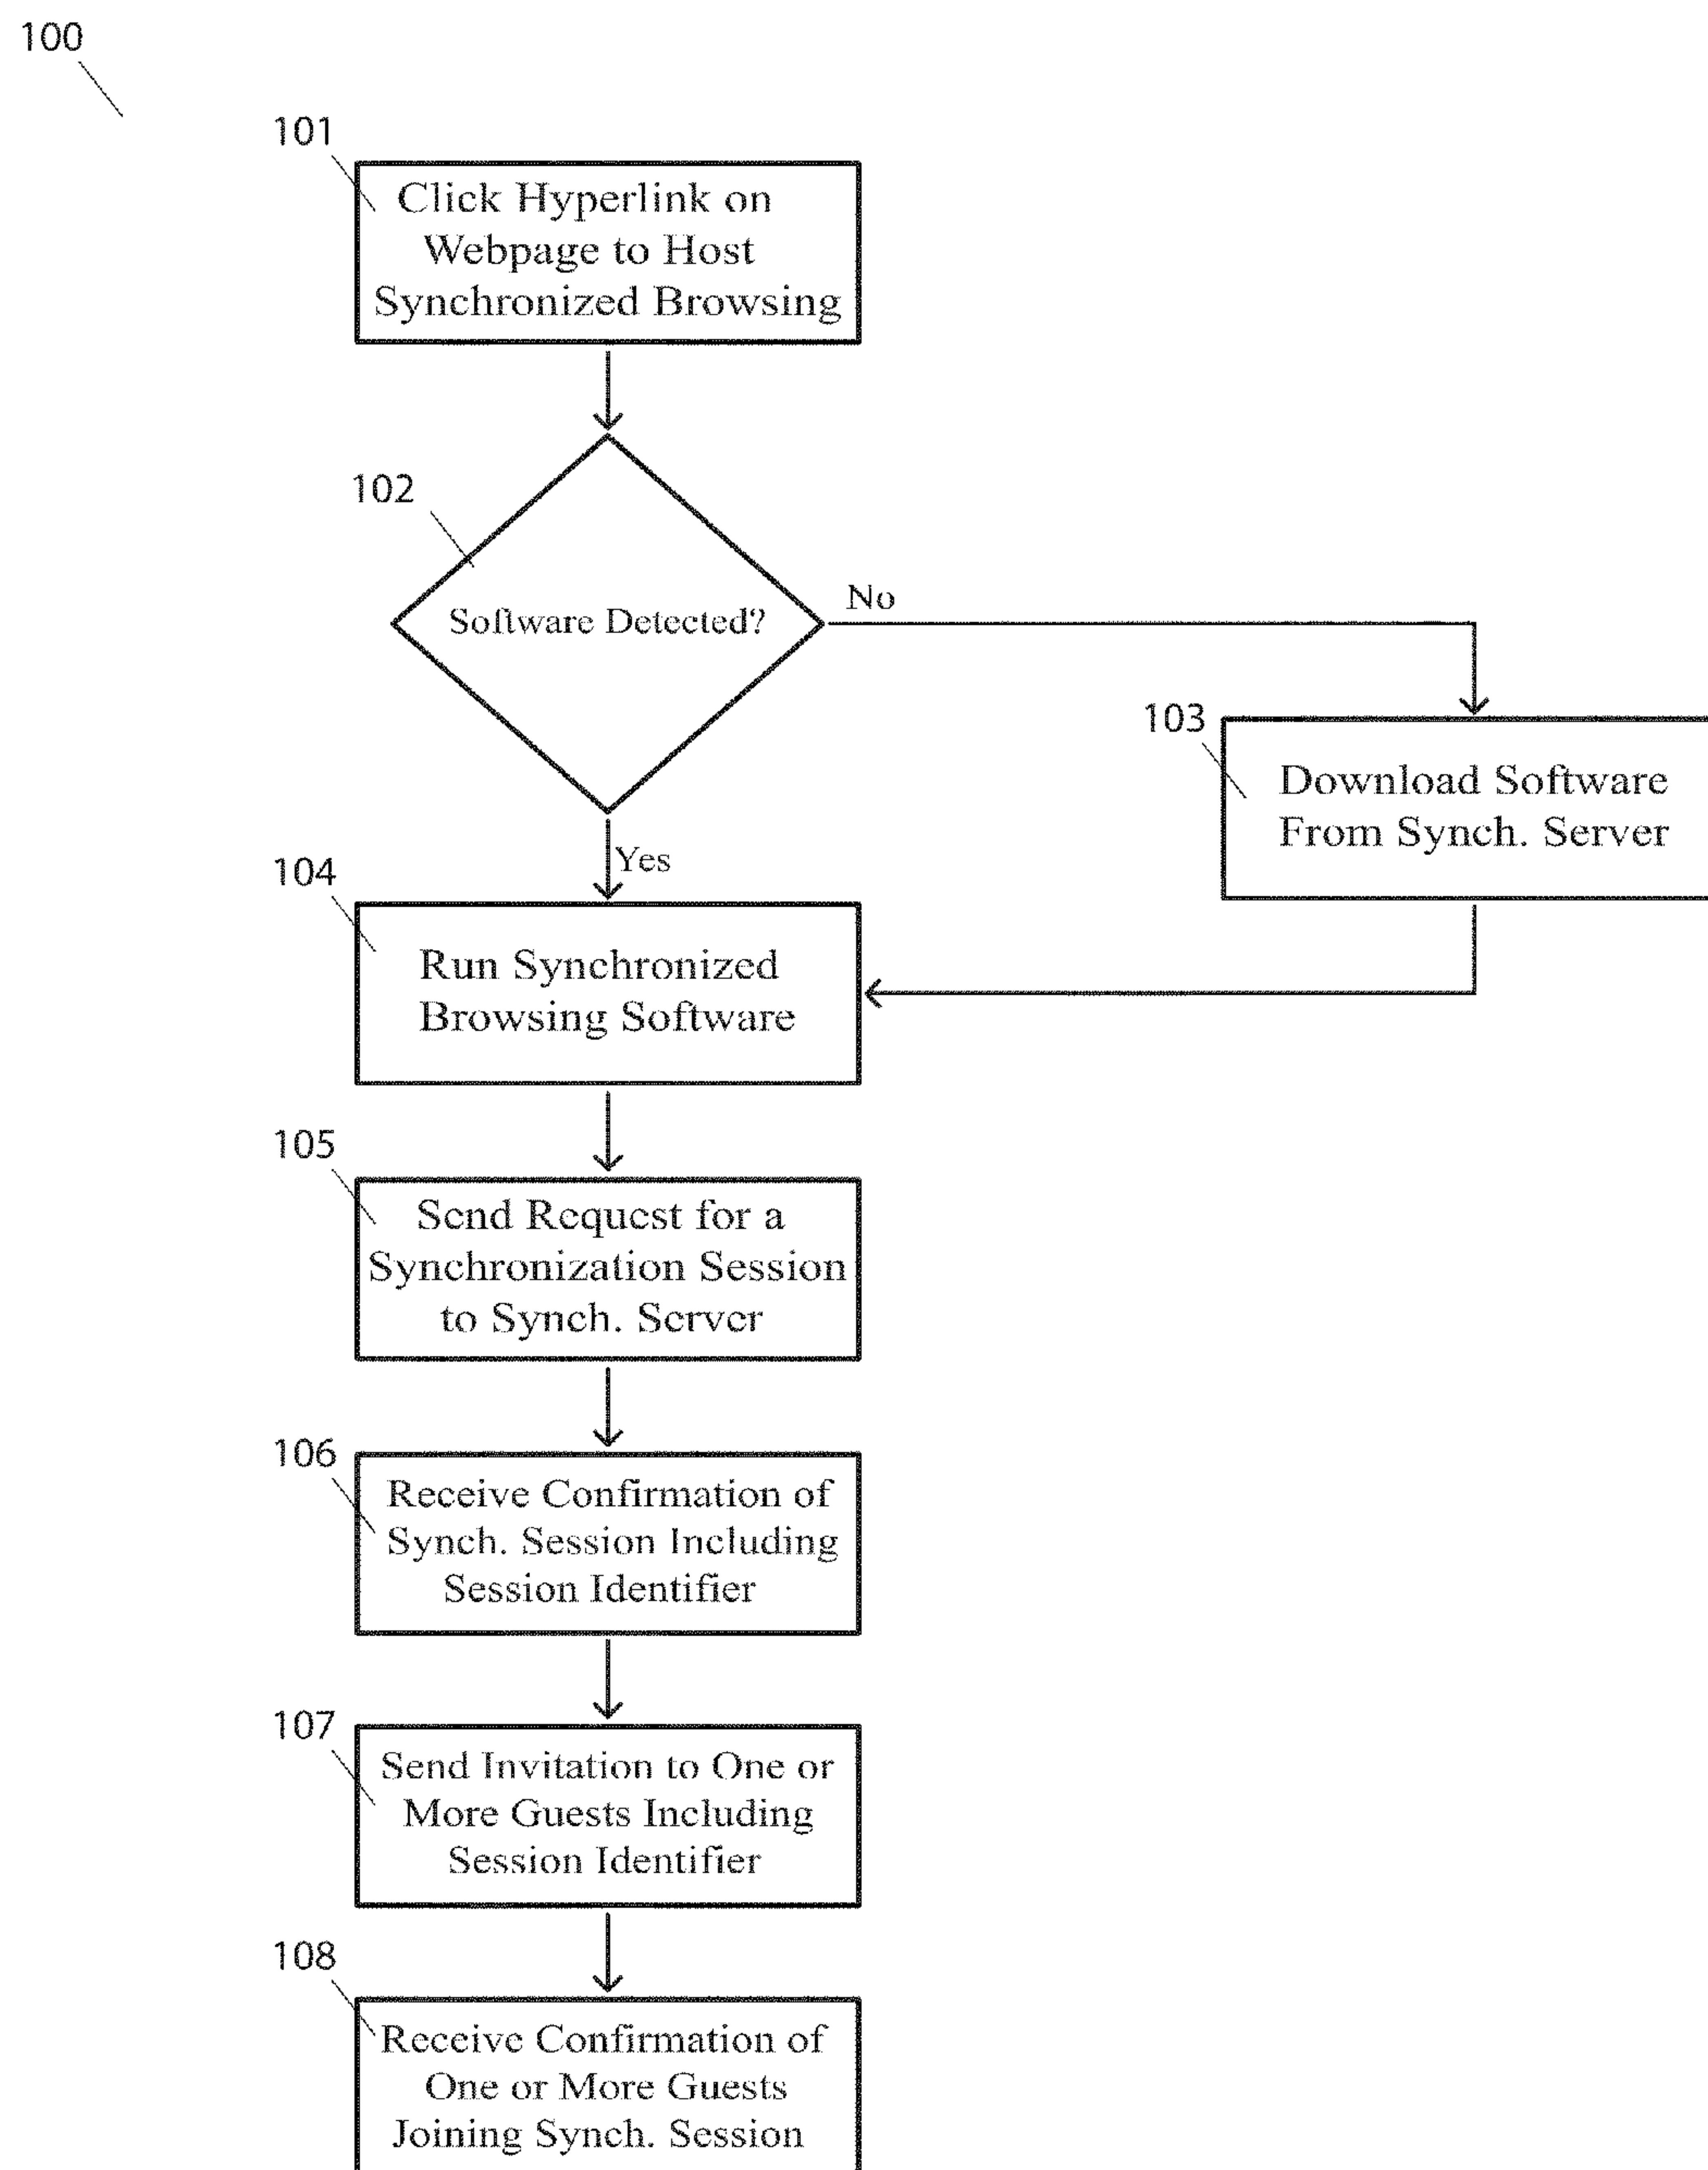 100
101
Click Hyperlink on
Webpage to Host
Synchronized Browsing
102
Software Detected?
No
103
Download Software
From Synch. Server
Yes
104
Run Synchronized
Browsing Software
105
Send Request for a
Synchronization Session
to Synch. Server
106
Receive Confirmation of
Synch. Session Including
Session Identifier
107
Send Invitation to One or
More Guests Including
Session Identifier
108
Receive Confirmation of
One or More Guests
Joining Synch. Session